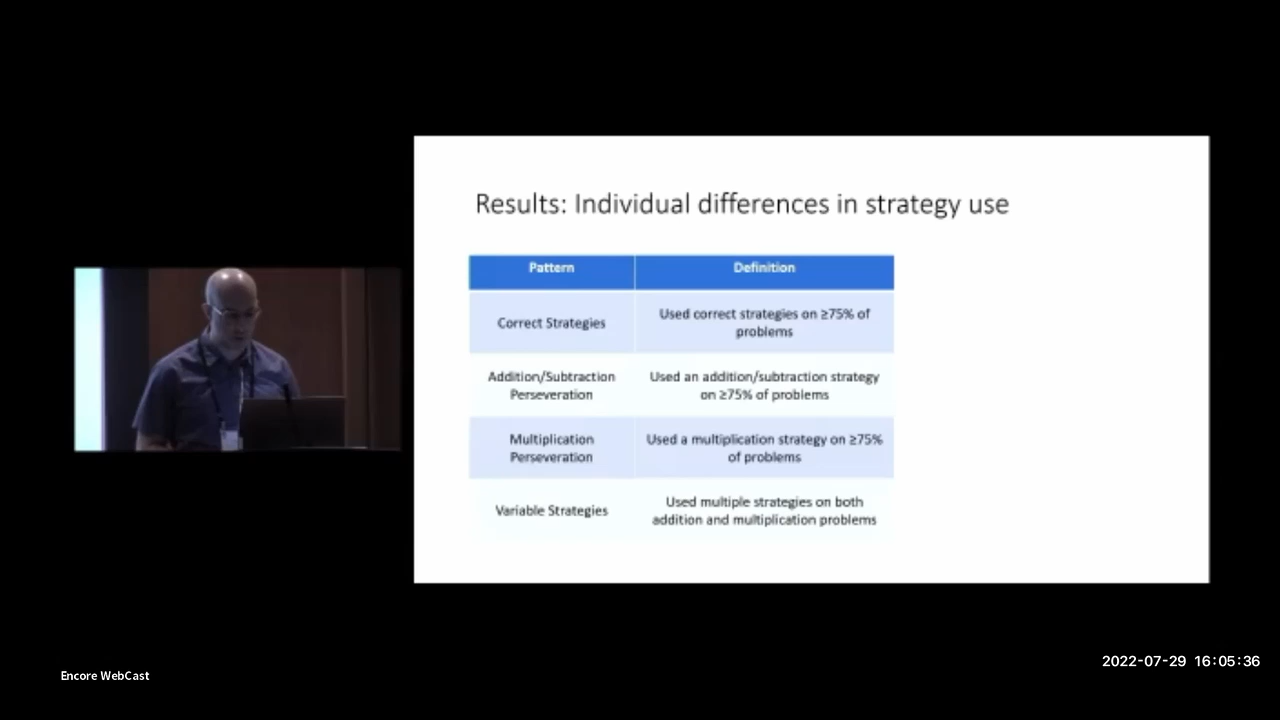 Results: Individual differences in strategy use
Pattern
Definition
Correct Strategies
Used correct strategies on ≥75% of
problems
Addition/Subtraction
Perseveration
Used an addition/subtraction strategy
on ≥75% of problems
Multiplication
Perseveration
Used a multiplication strategy on ≥75%
of problems
Variable Strategies
Used multiple strategies on both
addition and multiplication problems
Encore WebCast
2022-07-29 16:05:36